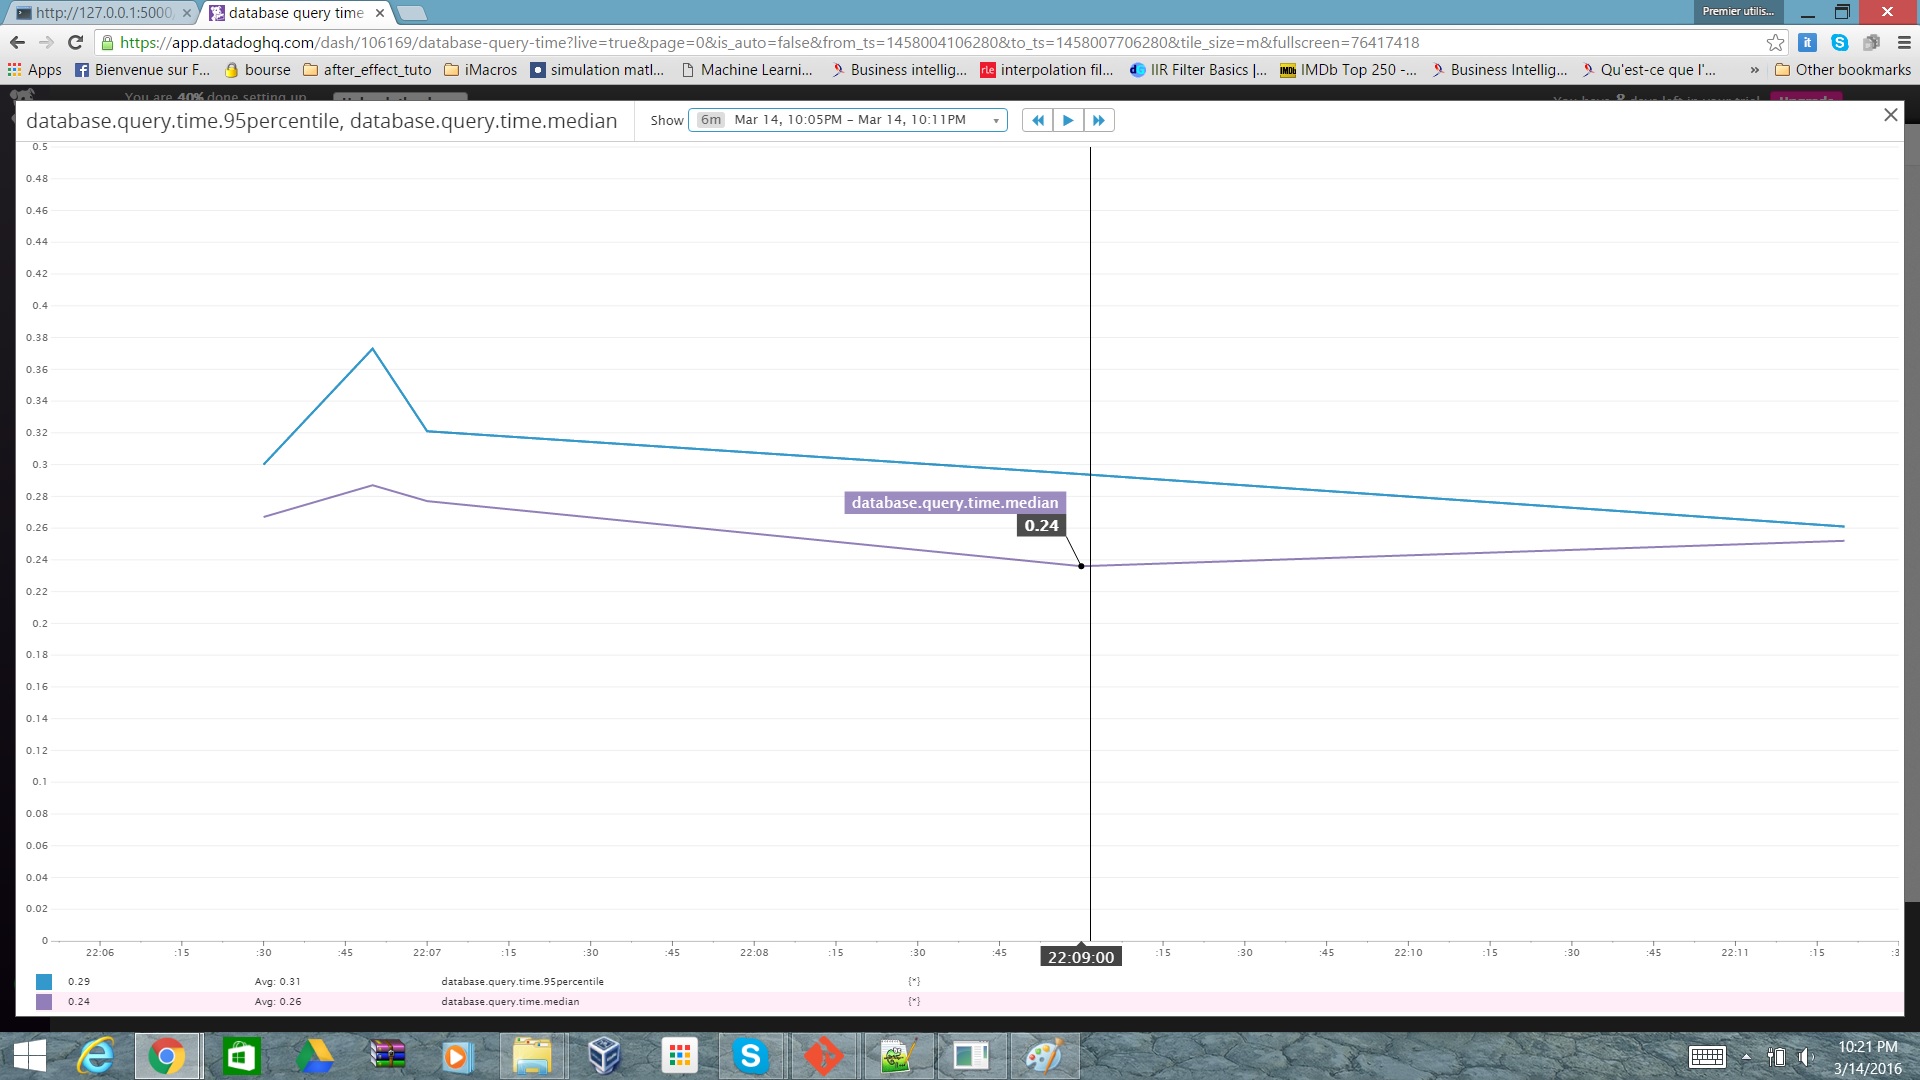 http://127.0.0.1:5000,
database query time
Premier utilis...
https://app.datadoghq.com/dash/106169/database-query-time?live=true&page=0&is_auto=false&from_ts=1458004106280&to_ts=1458007706280&tile_size=m&fullscreen=76417418
Apps Bienvenue sur F... bourse after_effect_tuto iMacros simulation matl... Machine Learni... Business intellig... interpolation fil... IIR Filter Basics |... IMDb Top 250 -... Business Intellig... Qu'est-ce que l'... » Other bookmarks
You are 40% done setting up
database.query.time.95percentile, database.query.time.median
Show 6m Mar 14, 10:05PM – Mar 14, 10:11PM
0.5
0.48
0.46
0.44
0.42
0.4
0.38
0.36
0.34
0.32
0.3
0.28
0.26
0.24
0.22
0.2
0.18
0.16
0.14
0.12
0.1
0.08
0.06
0.04
0.02
0
database.query.time.median
0.24
22:06 :15 :30 :45 22:07 :15 :30 :45 22:08 :15 :30 :45 22:09:00 :15 :30 :45 22:10 :15 :30 :45 22:11 :15
0.29 Avg: 0.31 database.query.time.95percentile {*}
0.24 Avg: 0.26 database.query.time.median {*}
10:21 PM
3/14/2016